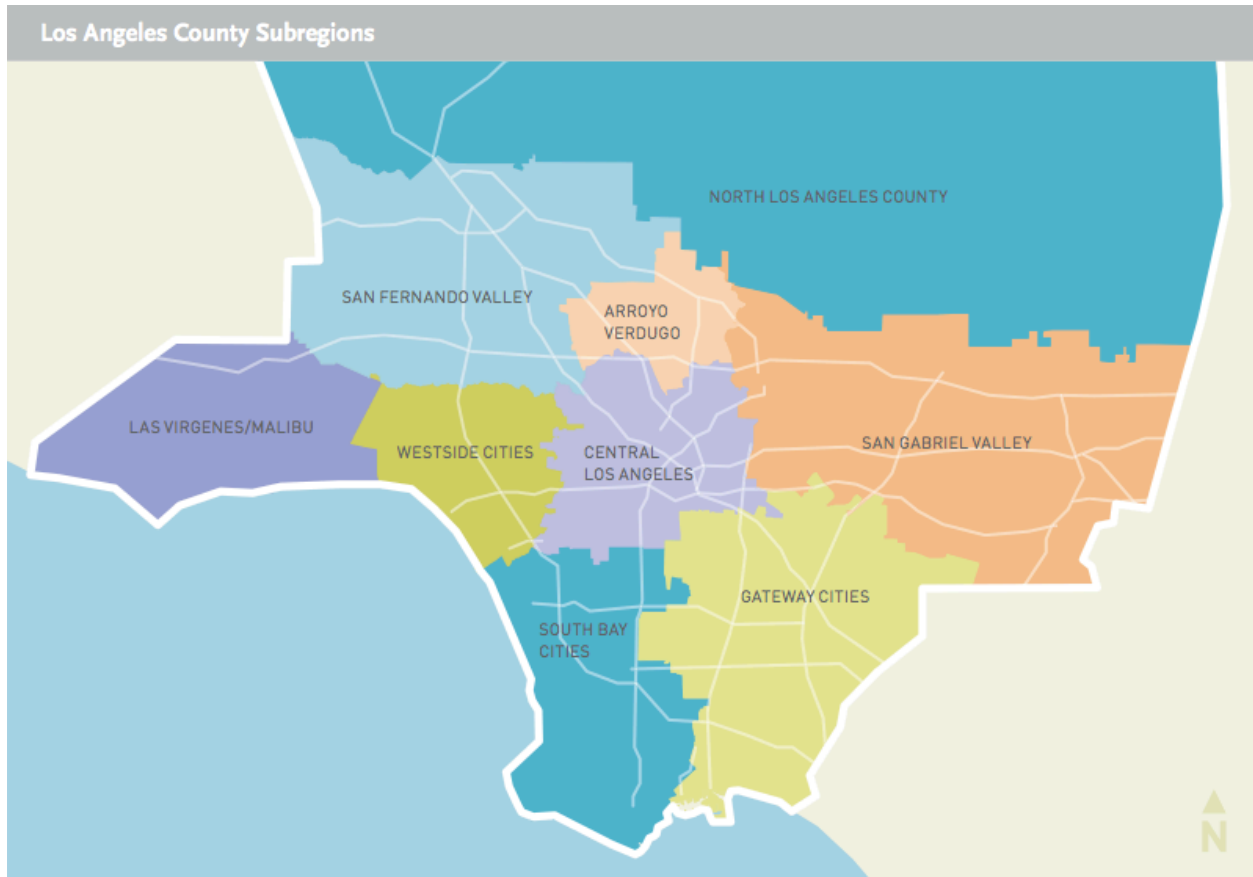 Los Angeles County Subregions
NORTH LOS ANGELES COUNTY
SAN FERNANDO VALLEY
ARROYO
VERDUGO
LAS VIRGENES/MALIBU
WESTSIDE CITIES
CENTRAL
LOS ANGELES
SAN GABRIEL VALLEY
GATEWAY CITIES
SOUTH BAY
CITIES
N